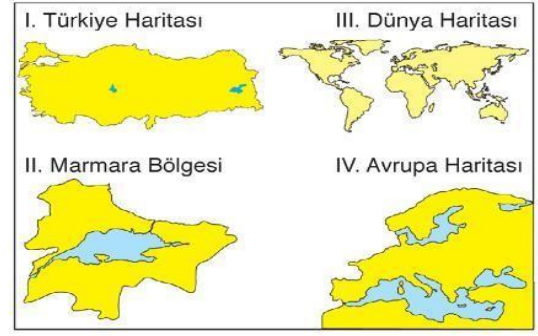 I. Türkiye Haritası
III. Dünya Haritası
II. Marmara Bölgesi
IV. Avrupa Haritası